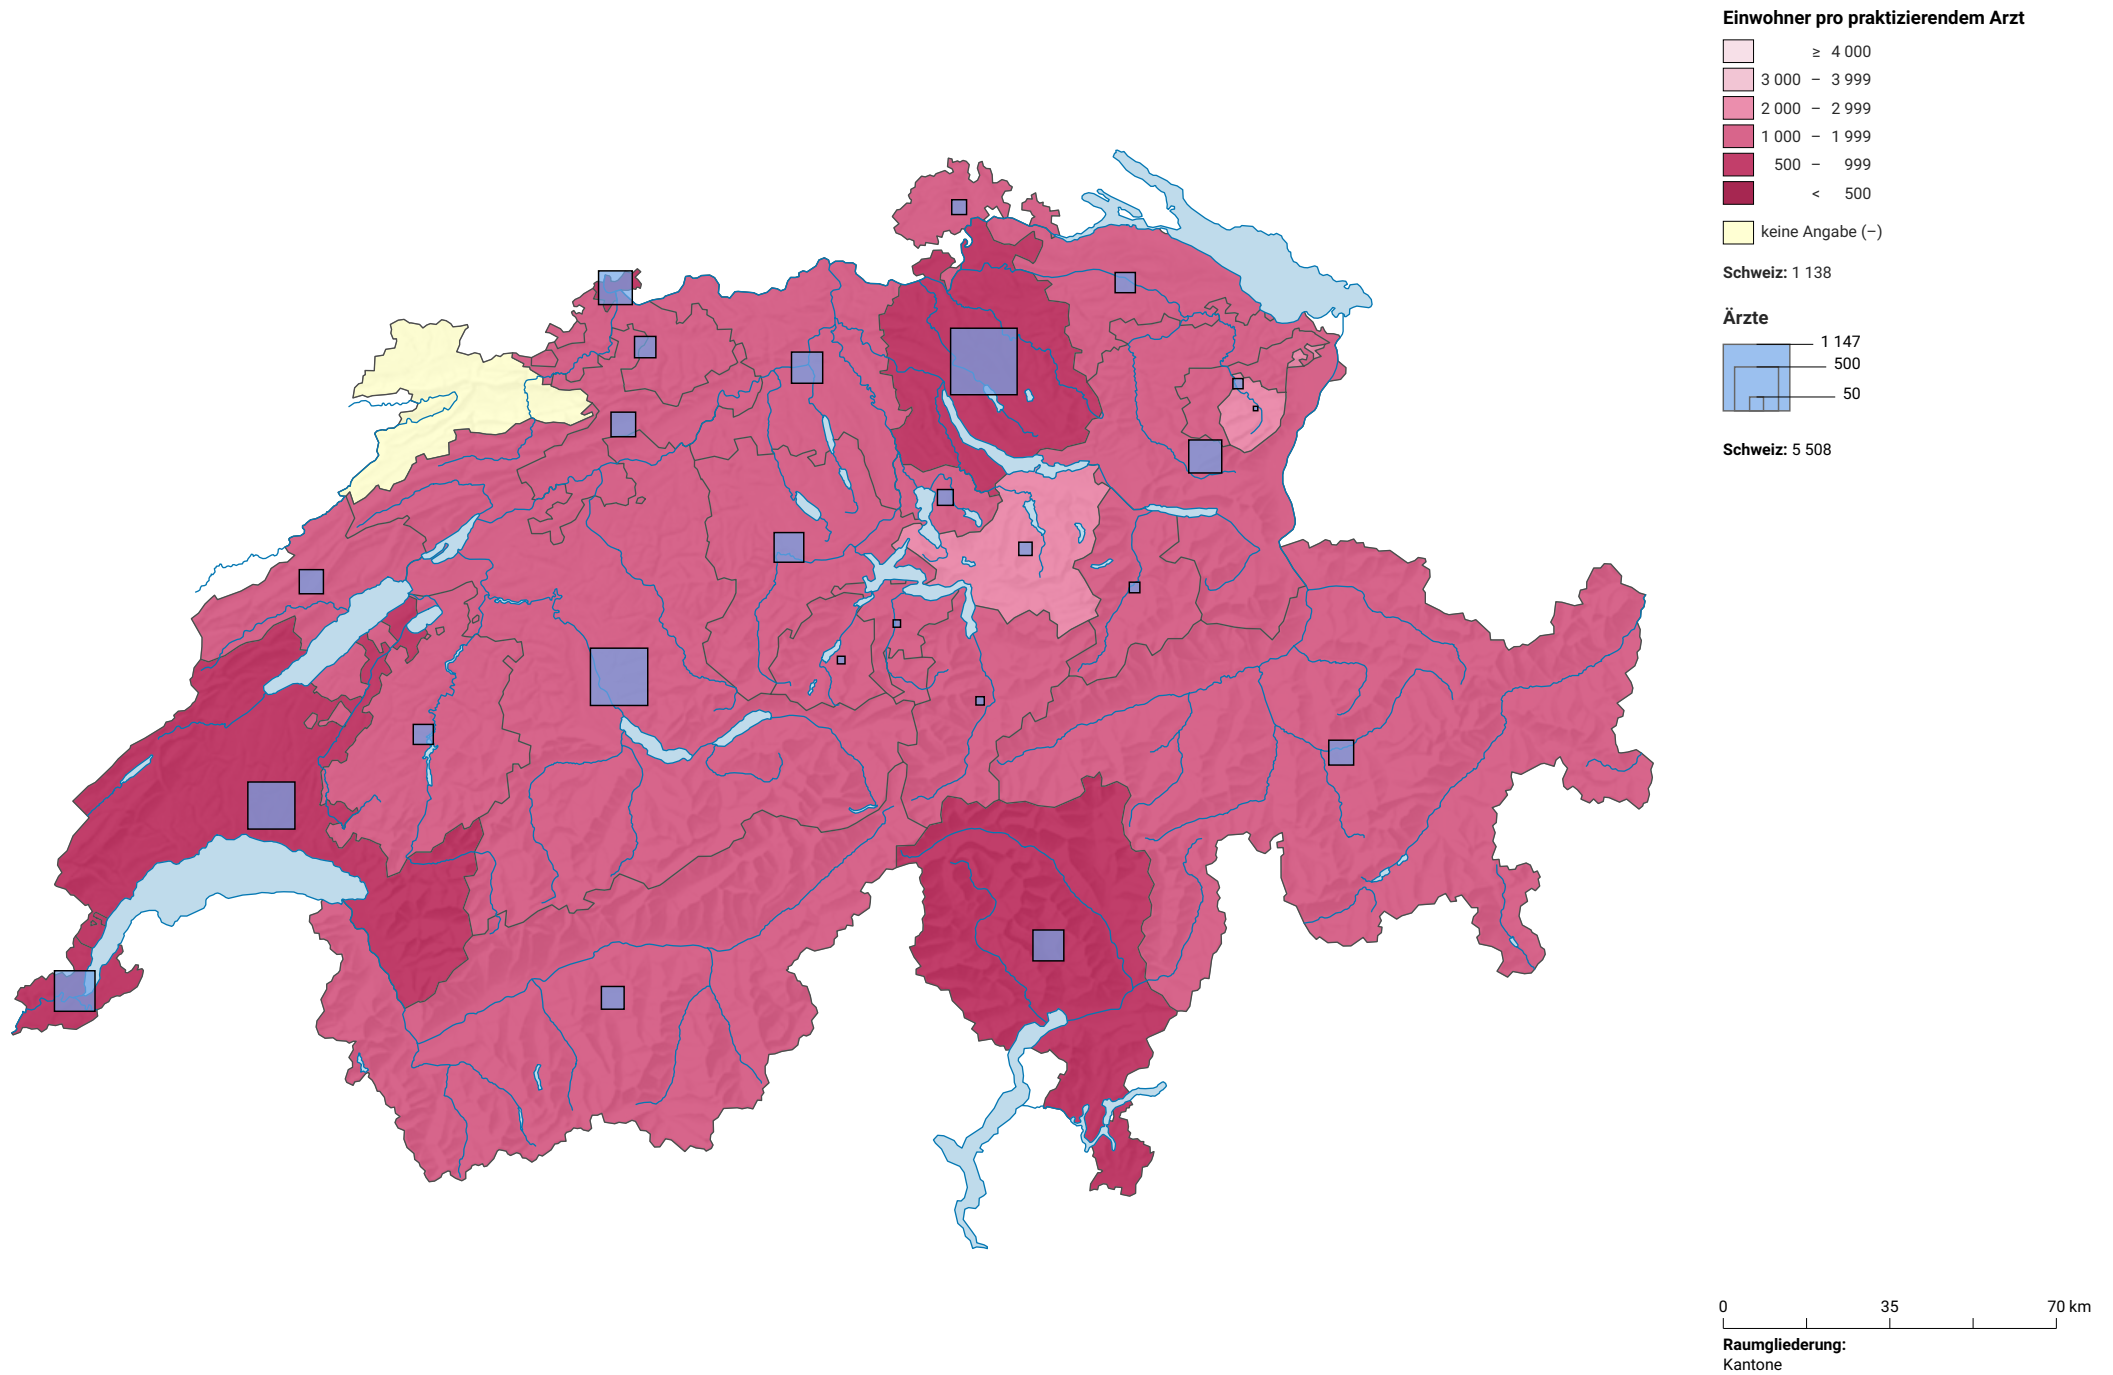 Einwohner pro praktizierendem Arzt
≥ 4 000
3 000 – 3 999
2 000 – 2 999
1 000 – 1 999
500 – 999
< 500
keine Angabe (–)
Schweiz: 1 138
Ärzte
1 147
500
50
Schweiz: 5 508
0 35 70 km
Raumgliederung:
Kantone